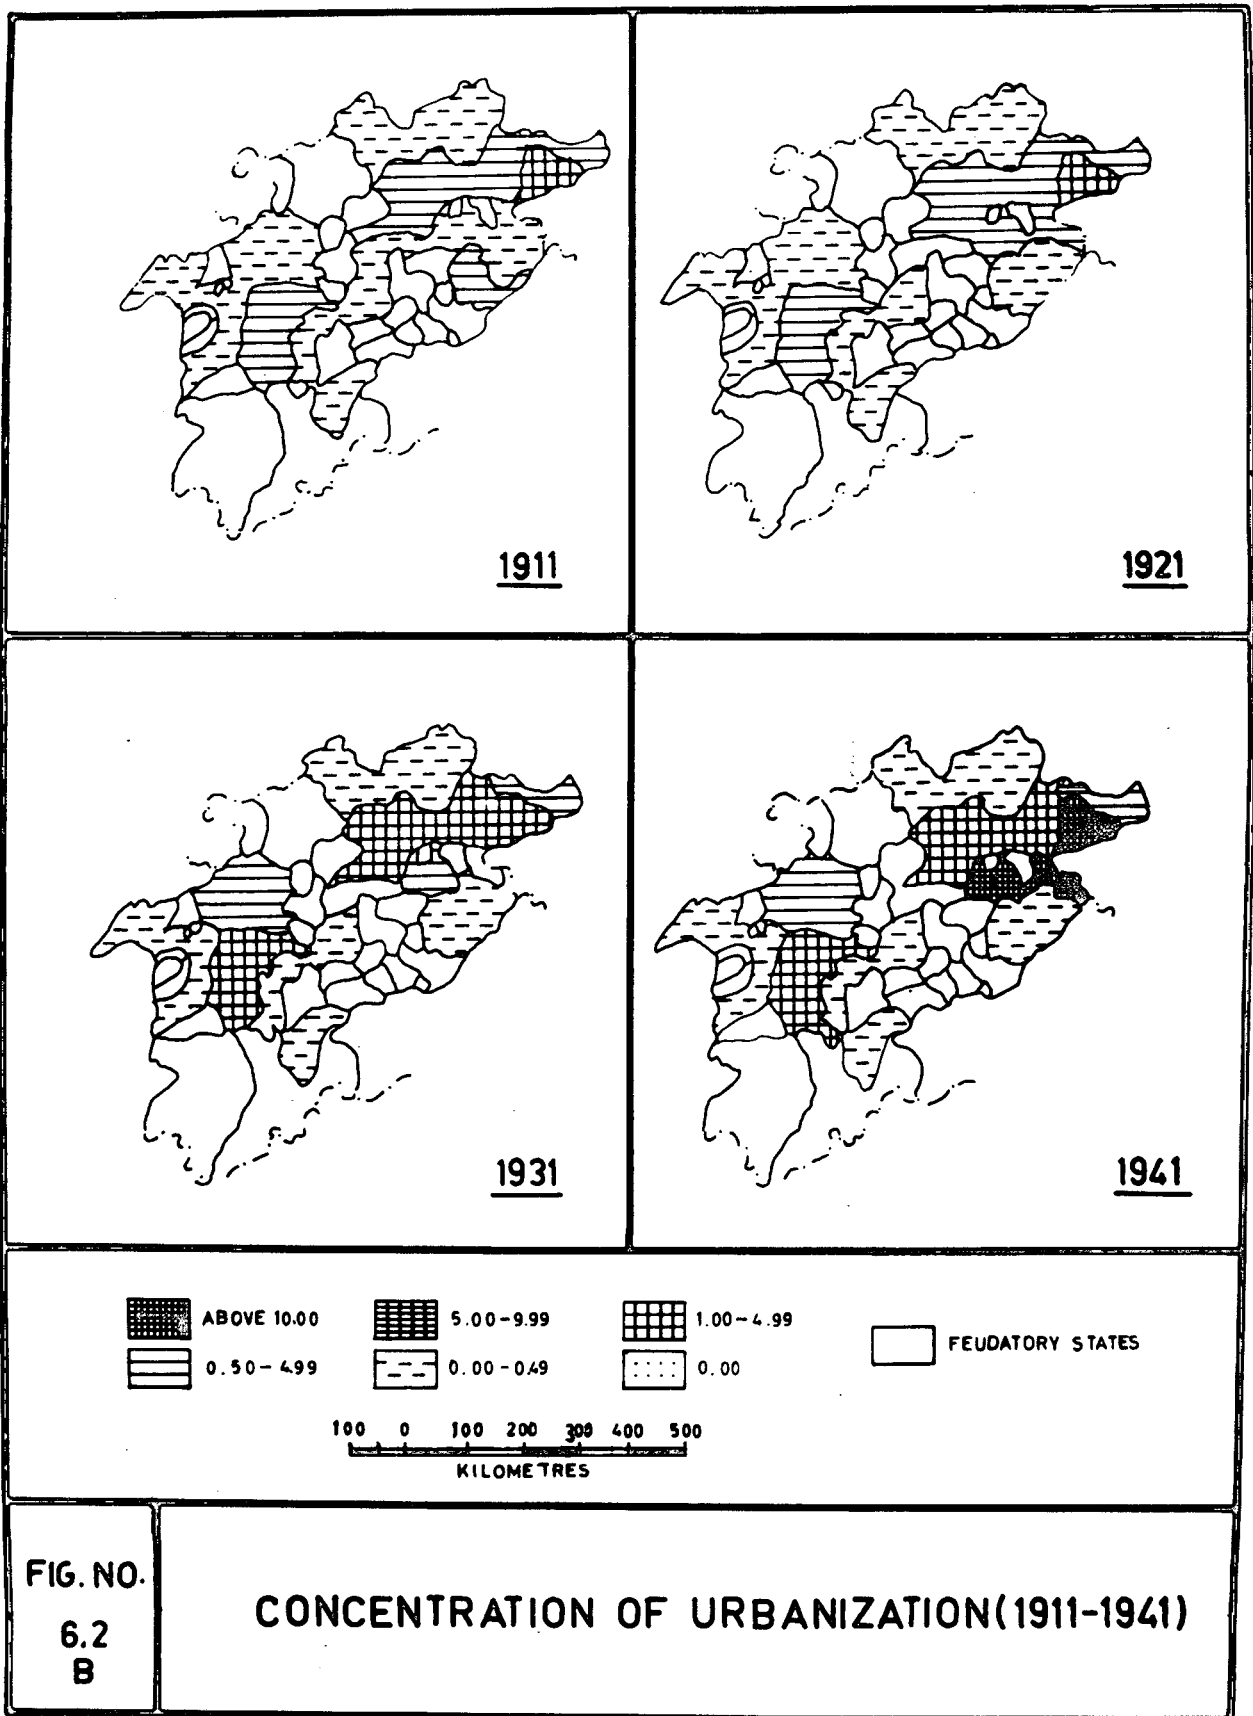 1911
1921
1931
1941
ABOVE 10.00
5.00-9.99
1.00-4.99
FEUDATORY STATES
0.50-4.99
0.00-0.49
0.00
100 0 100 200 300 400 500
KILOMETRES
FIG. NO.
6.2
B
CONCENTRATION OF URBANIZATION(1911-1941)